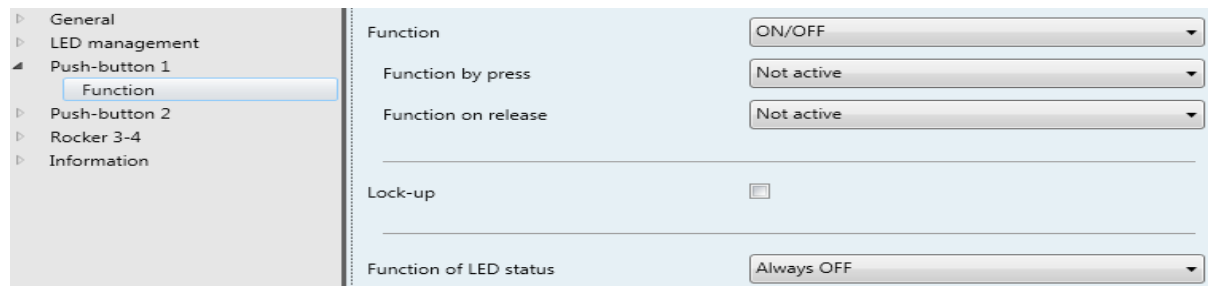 General
LED management
Push-button 1
Function
Push-button 2
Rocker 3-4
Information
Function ON/OFF
Function by press Not active
Function on release Not active
Lock-up
Function of LED status Always OFF